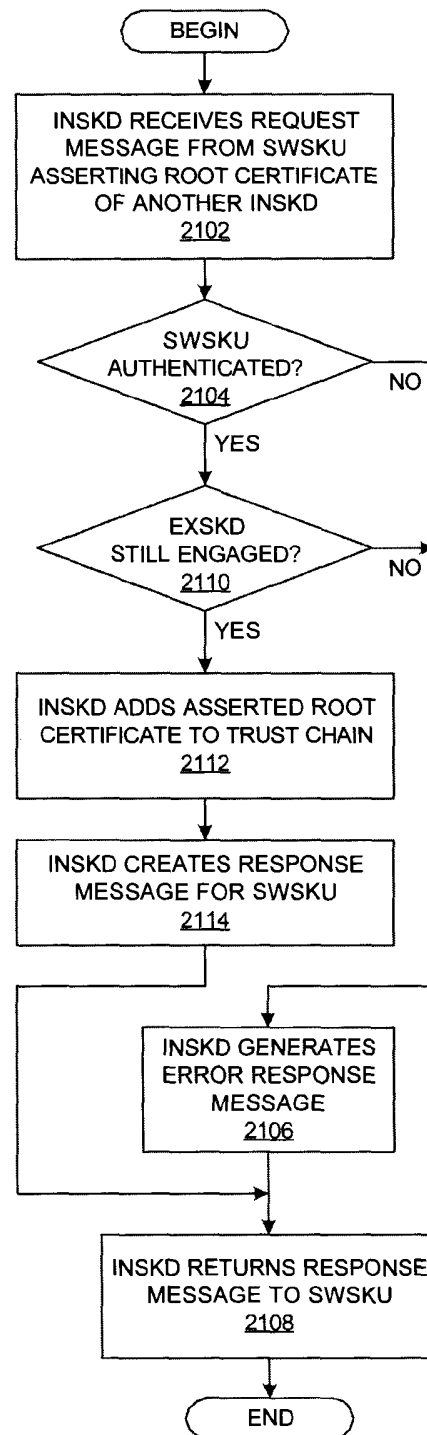 BEGIN
INSKD RECEIVES REQUEST
MESSAGE FROM SWSKU
ASSERTING ROOT CERTIFICATE
OF ANOTHER INSKD
2102
SWSKU
AUTHENTICATED?
2104
NO
YES
EXSKD
STILL ENGAGED?
2110
NO
YES
INSKD ADDS ASSERTED ROOT
CERTIFICATE TO TRUST CHAIN
2112
INSKD CREATES RESPONSE
MESSAGE FOR SWSKU
2114
INSKD GENERATES
ERROR RESPONSE
MESSAGE
2106
INSKD RETURNS RESPONSE
MESSAGE TO SWSKU
2108
END